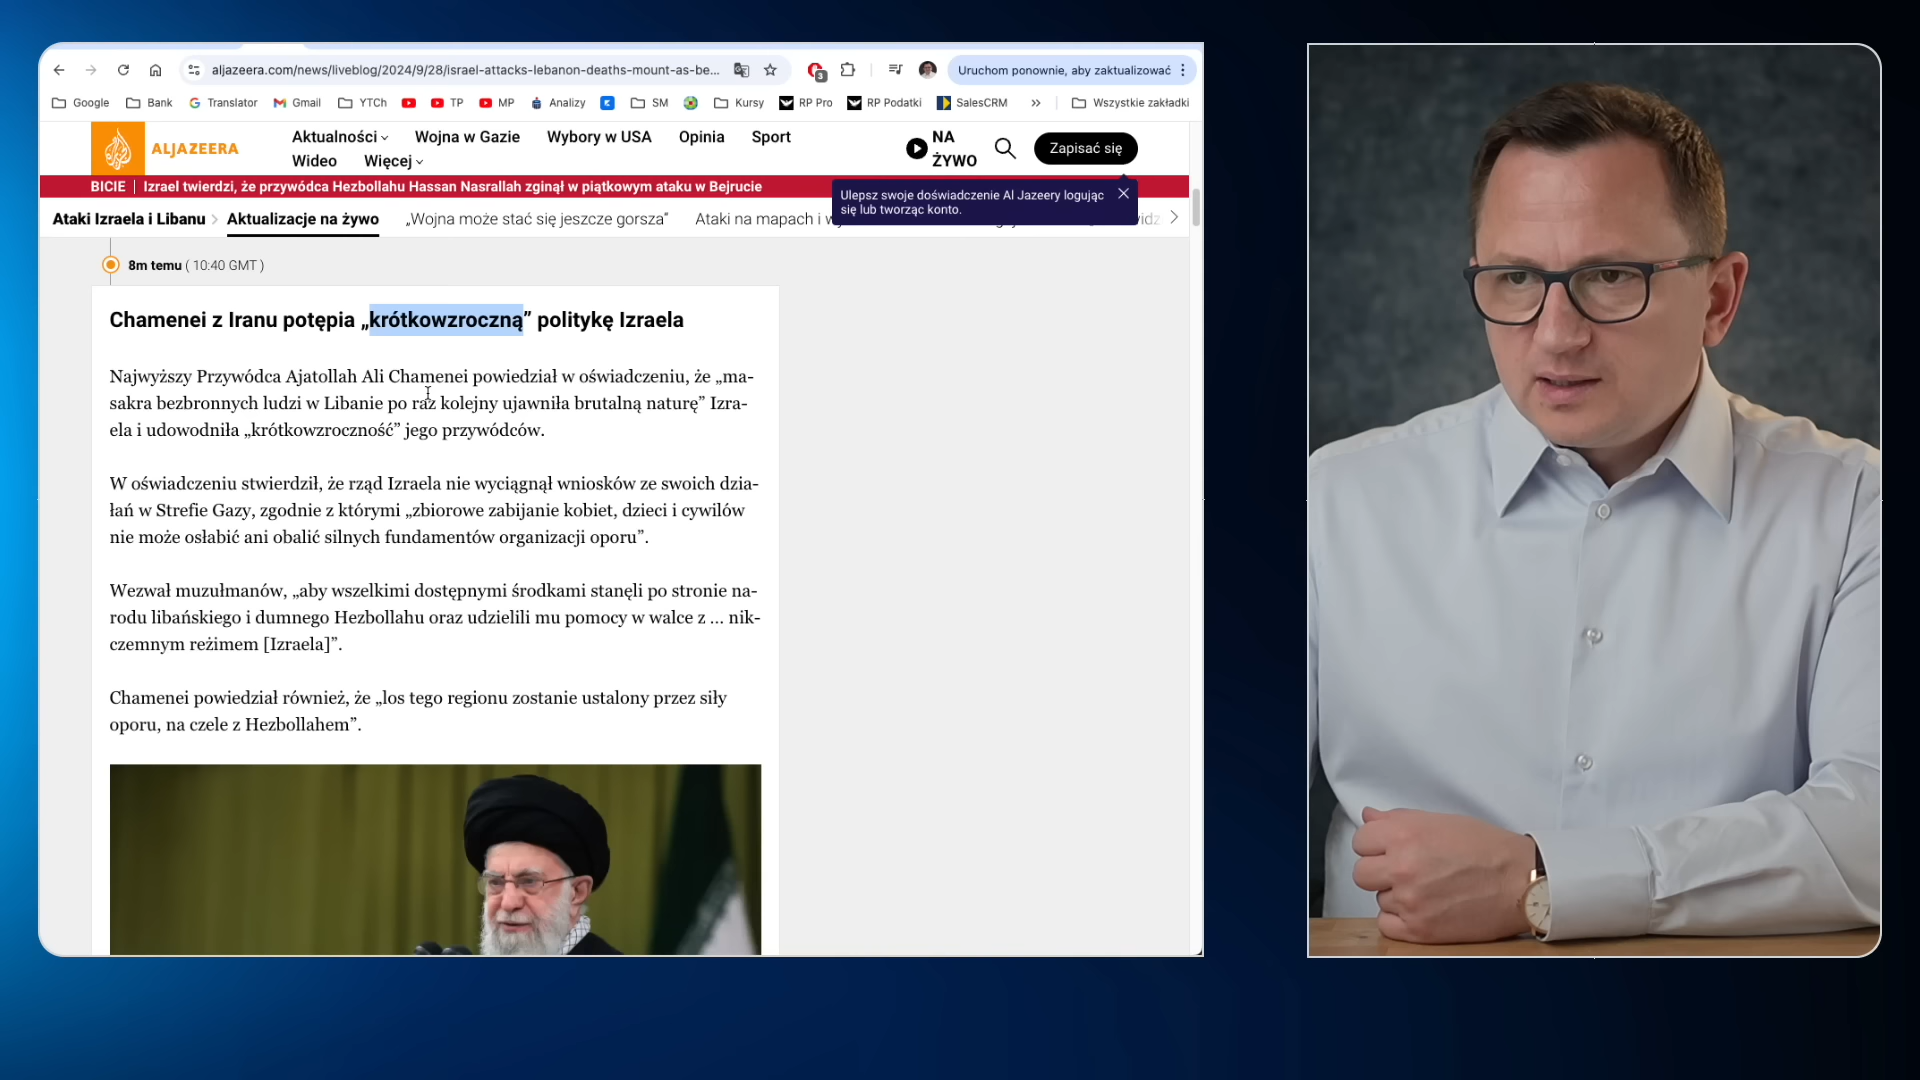 aljazeera.com/news/liveblog/2024/9/28/israel-attacks-lebanon-deaths-mount-as-be...
3
Uruchom ponownie, aby zaktualizować
Google Bank Translator Gmail YTCh TP MP Analizy SM Kursy RP Pro RP Podatki SalesCRM » Wszystkie zakładki
ALJAZEERA
Aktualności Wojna w Gazie Wybory w USA Opinia Sport
Wideo Więcej
NA
ŻYWO
Zapisać się
BICIE | Izrael twierdzi, że przywódca Hezbollahu Hassan Nasrallah zginął w piątkowym ataku w Bejrucie
Ulepsz swoje doświadczenie Al Jazeery logując
się lub tworząc konto.
Ataki Izraela i Libanu Aktualizacje na żywo „Wojna może stać się jeszcze gorsza” Ataki na mapach i
8m temu ( 10:40 GMT )
Chamenei z Iranu potępia „krótkowzroczną” politykę Izraela
Najwyższy Przywódca Ajatollah Ali Chamenei powiedział w oświadczeniu, że „ma-
sakra bezbronnych ludzi w Libanie po raz kolejny ujawniła brutalną naturę” Izra-
ela i udowodniła „krótkowzroczność” jego przywódców.
W oświadczeniu stwierdził, że rząd Izraela nie wyciągnął wniosków ze swoich dzia-
łań w Strefie Gazy, zgodnie z którymi „zbiorowe zabijanie kobiet, dzieci i cywilów
nie może osłabić ani obalić silnych fundamentów organizacji oporu”.
Wezwał muzułmanów, „aby wszelkimi dostępnymi środkami stanęli po stronie na-
rodu libańskiego i dumnego Hezbollahu oraz udzielili mu pomocy w walce z ... nik-
czemnym reżimem [Izraela]”.
Chamenei powiedział również, że „los tego regionu zostanie ustalony przez siły
oporu, na czele z Hezbollahem”.